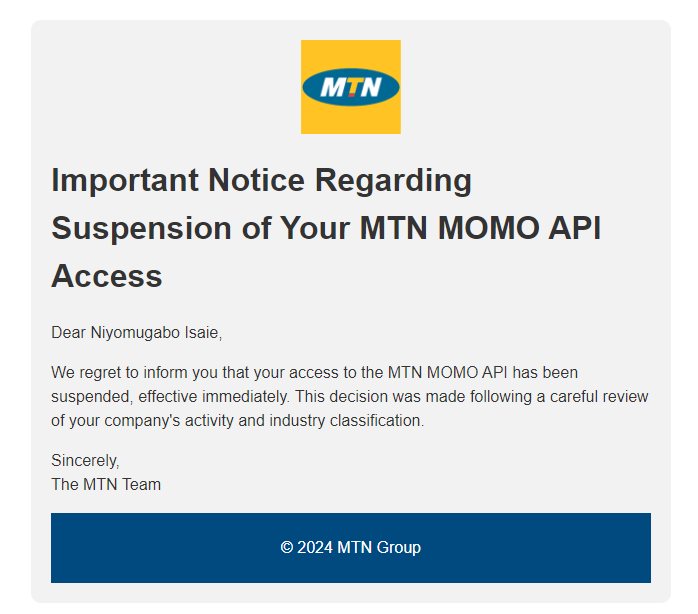 MTN
Important Notice Regarding
Suspension of Your MTN MOMO API
Access
Dear Niyomugabo Isaie,
We regret to inform you that your access to the MTN MOMO API has been
suspended, effective immediately. This decision was made following a careful review
of your company's activity and industry classification.
Sincerely,
The MTN Team
© 2024 MTN Group